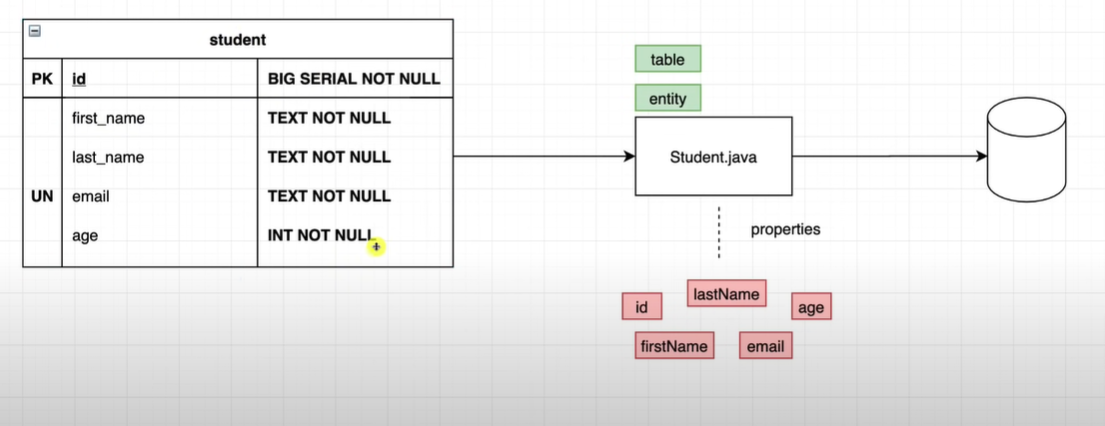 student
PK id BIG SERIAL NOT NULL
first_name TEXT NOT NULL
last_name TEXT NOT NULL
UN email TEXT NOT NULL
age INT NOT NULL
table
entity
Student.java
properties
id
lastName
age
firstName
email